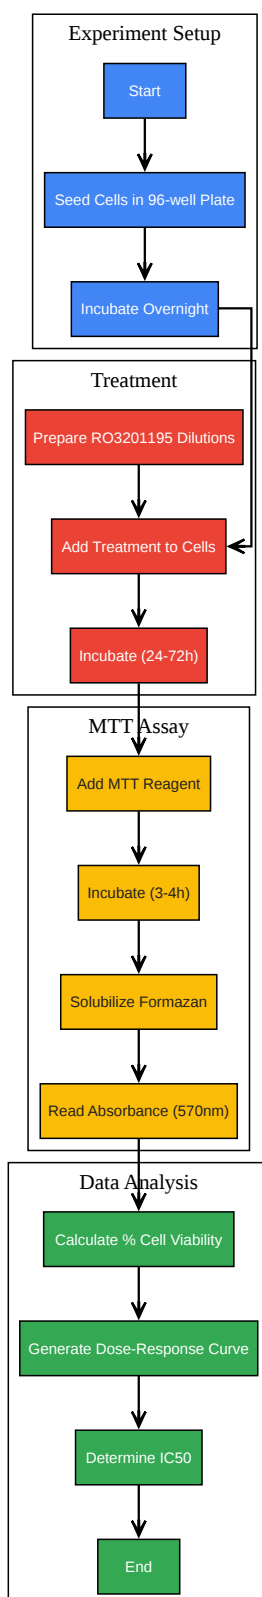 Experiment Setup
Start
Seed Cells in 96-well Plate
Incubate Overnight
Treatment
Prepare RO3201195 Dilutions
Add Treatment to Cells
Incubate (24-72h)
MTT Assay
Add MTT Reagent
Incubate (3-4h)
Solubilize Formazan
Read Absorbance (570nm)
Data Analysis
Calculate % Cell Viability
Generate Dose-Response Curve
Determine IC50
End